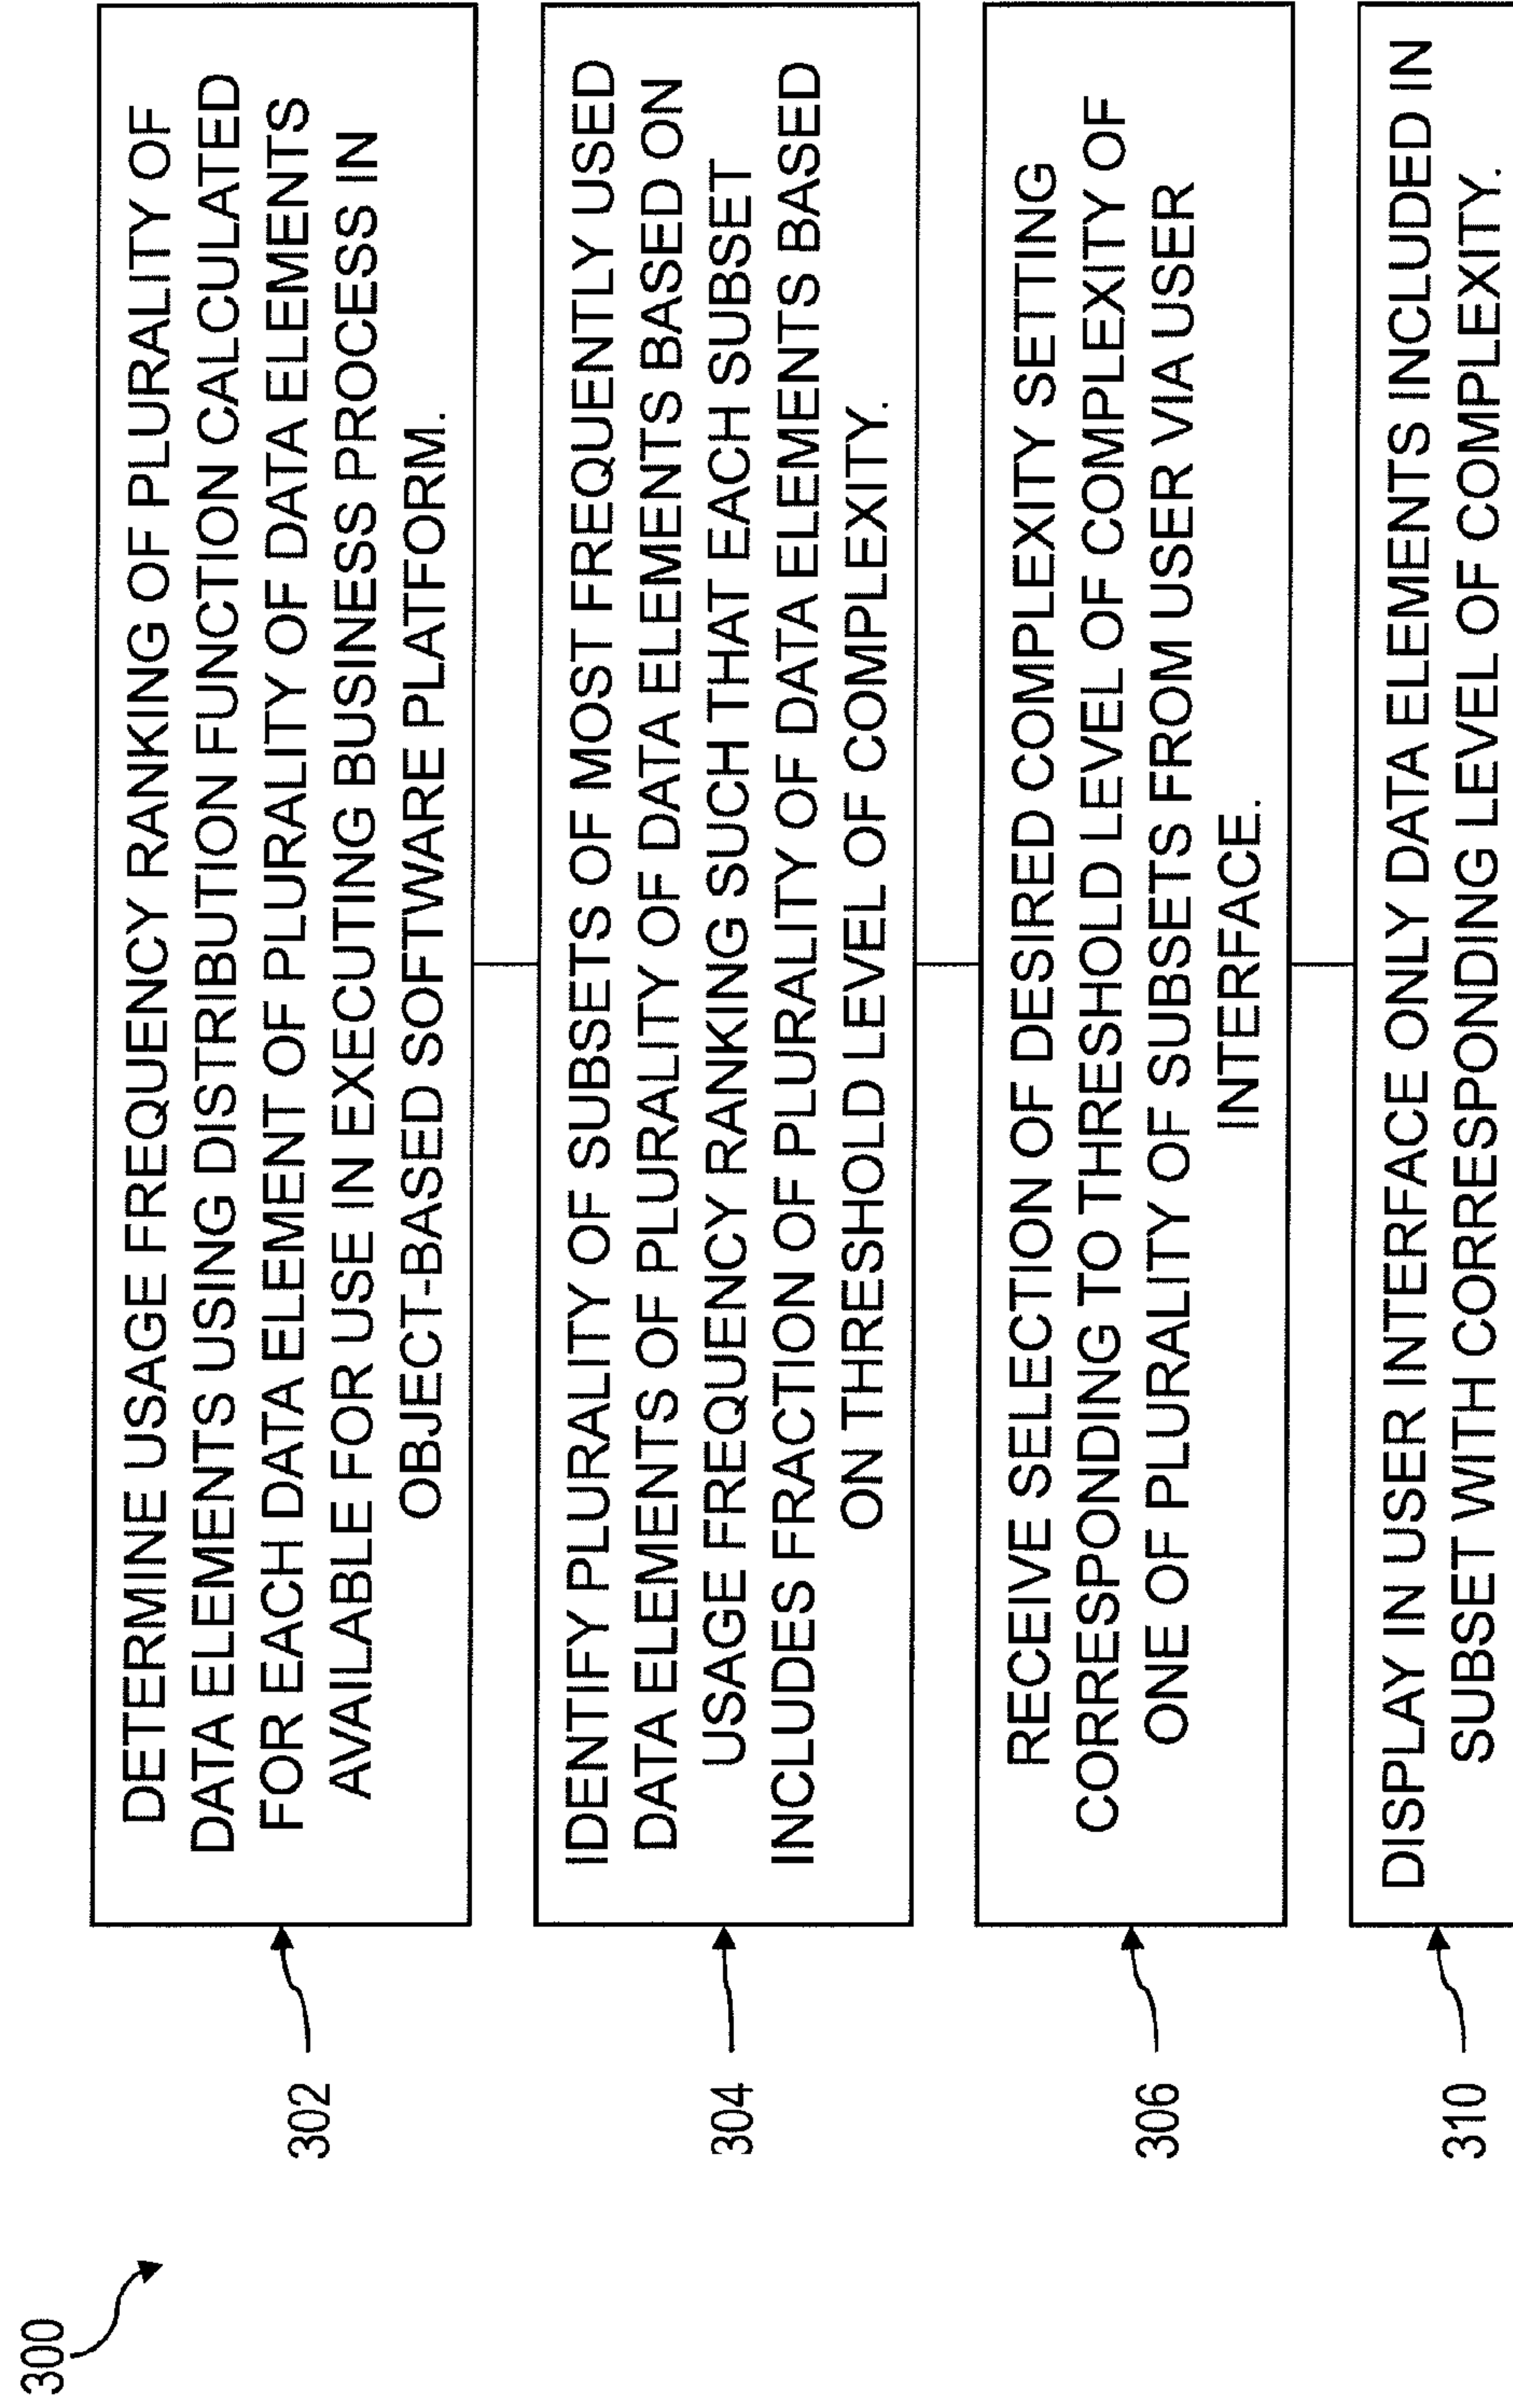 300
302
DETERMINE USAGE FREQUENCY RANKING OF PLURALITY OF
DATA ELEMENTS USING DISTRIBUTION FUNCTION CALCULATED
FOR EACH DATA ELEMENT OF PLURALITY OF DATA ELEMENTS
AVAILABLE FOR USE IN EXECUTING BUSINESS PROCESS IN
OBJECT-BASED SOFTWARE PLATFORM.
304
IDENTIFY PLURALITY OF SUBSETS OF MOST FREQUENTLY USED
DATA ELEMENTS OF PLURALITY OF DATA ELEMENTS BASED ON
USAGE FREQUENCY RANKING SUCH THAT EACH SUBSET
INCLUDES FRACTION OF PLURALITY OF DATA ELEMENTS BASED
ON THRESHOLD LEVEL OF COMPLEXITY.
306
RECEIVE SELECTION OF DESIRED COMPLEXITY SETTING
CORRESPONDING TO THRESHOLD LEVEL OF COMPLEXITY OF
ONE OF PLURALITY OF SUBSETS FROM USER VIA USER
INTERFACE.
310
DISPLAY IN USER INTERFACE ONLY DATA ELEMENTS INCLUDED IN
SUBSET WITH CORRESPONDING LEVEL OF COMPLEXITY.